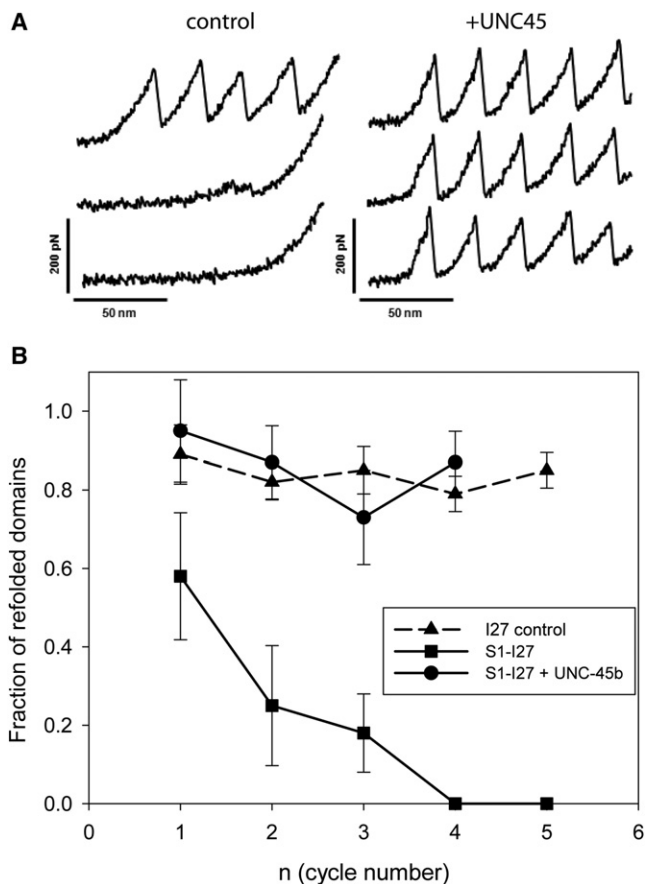 A
control
+UNC45
200 pN
50 nm
200 pN
50 nm
B
Fraction of refolded domains
1.0
0.8
0.6
0.4
0.2
0.0
I27 control
S1-I27
S1-I27 + UNC-45b
0 1 2 3 4 5 6
n (cycle number)